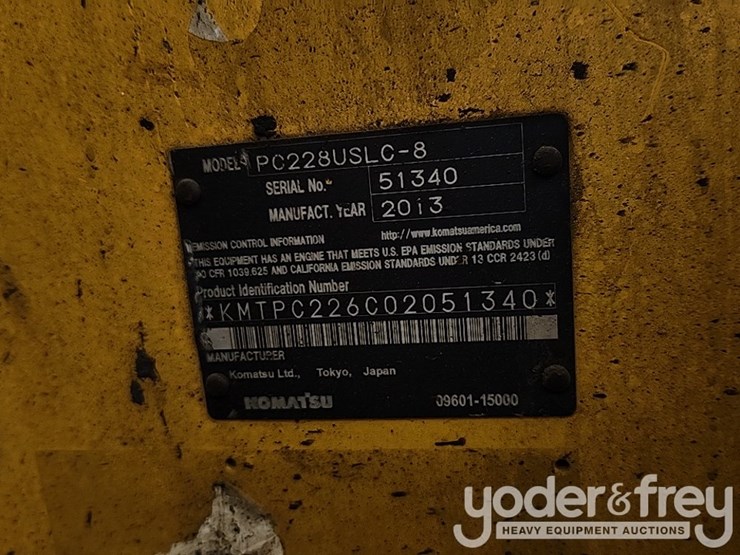 MODEL PC228USLC-8
SERIAL No. 51340
MANUFACT. YEAR 2013
http://www.komatsuamerica.com
EMISSION CONTROL INFORMATION
THIS EQUIPMENT HAS AN ENGINE THAT MEETS U.S. EPA EMISSION STANDARDS UNDER
40 CFR 1039.625 AND CALIFORNIA EMISSION STANDARDS UNDER 13 CCR 2423 (d)
Product Identification Number
*KMTPC226C02051340*
MANUFACTURER
Komatsu Ltd., Tokyo, Japan
KOMATSU 09601-15000
yoder&frey
HEAVY EQUIPMENT AUCTIONS